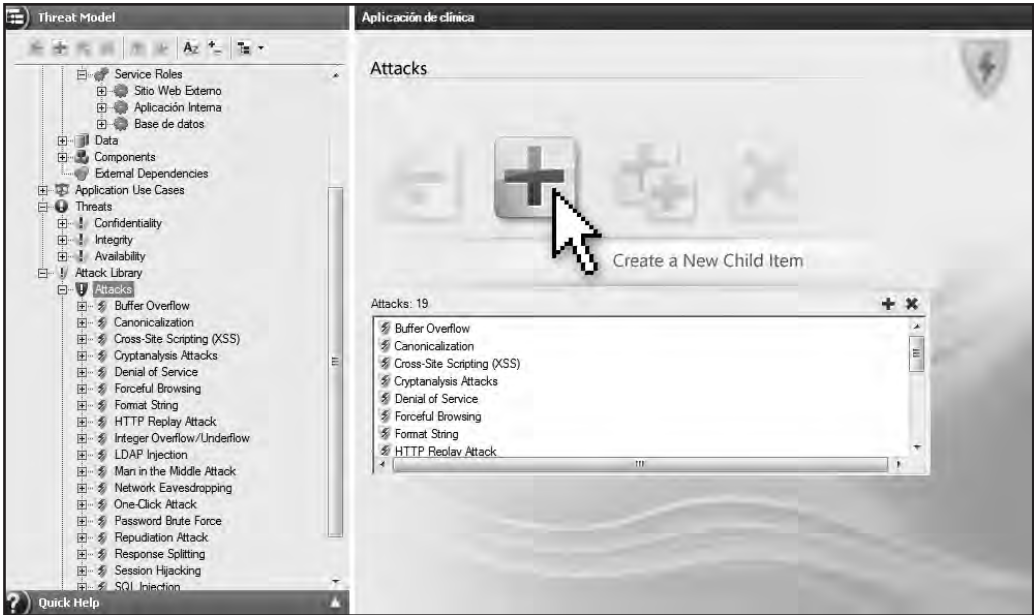 Threat Model
Aplicación de clínica
Service Roles
Sitio Web Externo
Aplicación Interna
Base de datos
Data
Components
External Dependencies
Application Use Cases
Threats
Confidentiality
Integrity
Availability
Attack Library
Attacks
Buffer Overflow
Canonicalization
Cross-Site Scripting (XSS)
Cryptanalysis Attacks
Denial of Service
Forceful Browsing
Format String
HTTP Replay Attack
Integer Overflow/Underflow
LDAP Injection
Man in the Middle Attack
Network Eavesdropping
One-Click Attack
Password Brute Force
Repudiation Attack
Response Splitting
Session Hijacking
SQL Injection
Quick Help
Attacks
Create a New Child Item
Attacks: 19
Buffer Overflow
Canonicalization
Cross-Site Scripting (XSS)
Cryptanalysis Attacks
Denial of Service
Forceful Browsing
Format String
HTTP Replay Attack